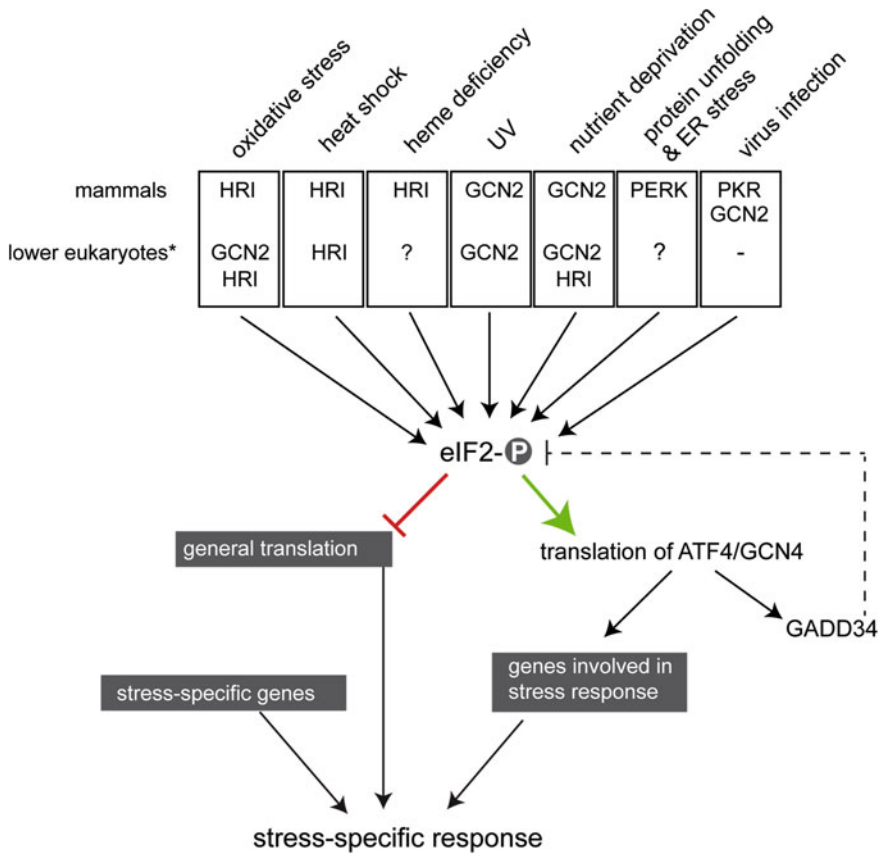 oxidative stress
heat shock
heme deficiency
UV
nutrient deprivation
protein unfolding
& ER stress
virus infection
mammals HRI HRI HRI GCN2 GCN2 PERK PKR
GCN2
lower eukaryotes* GCN2 HRI ? GCN2 GCN2 ? -
HRI HRI
eIF2-P
general translation
translation of ATF4/GCN4
GADD34
genes involved in
stress response
stress-specific genes
stress-specific response